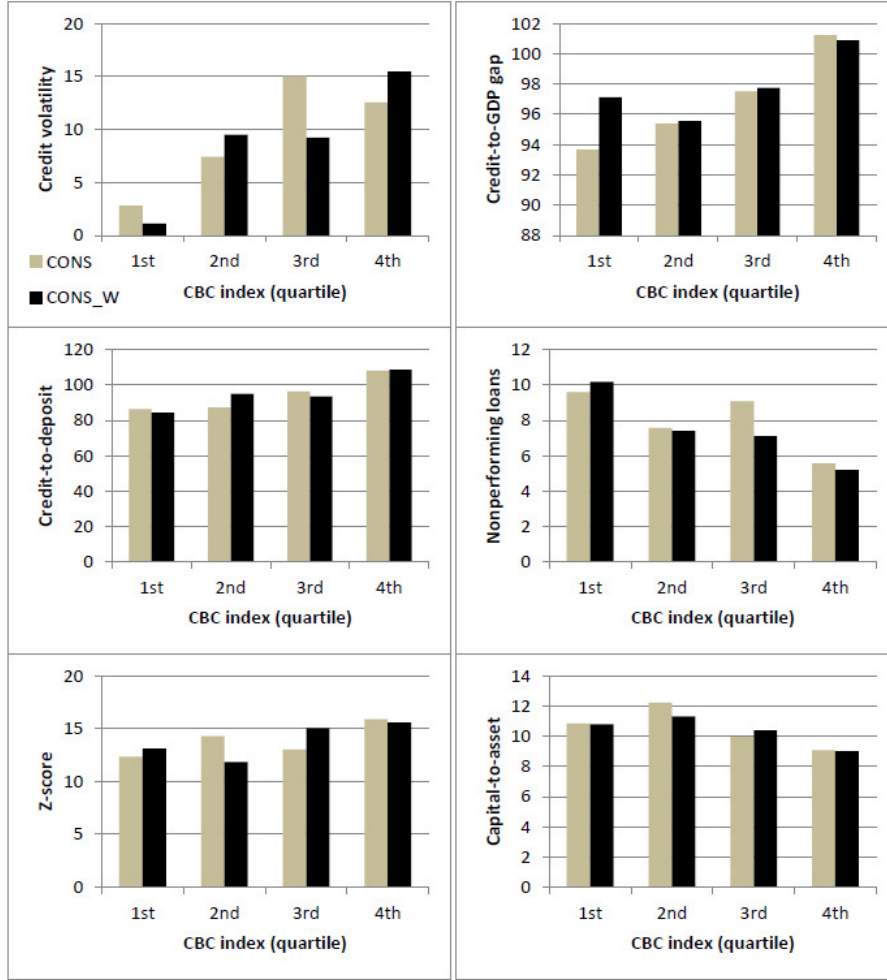 Credit volatility
20
15
10
5
0
1st 2nd 3rd 4th
CONS
CONS_W
CBC index (quartile)
Credit-to-GDP gap
102
100
98
96
94
92
90
88
1st 2nd 3rd 4th
CBC index (quartile)
Credit-to-deposit
120
100
80
60
40
20
0
1st 2nd 3rd 4th
CBC index (quartile)
Nonperforming loans
12
10
8
6
4
2
0
1st 2nd 3rd 4th
CBC index (quartile)
Z-score
20
15
10
5
0
1st 2nd 3rd 4th
CBC index (quartile)
Capital-to-asset
14
12
10
8
6
4
2
0
1st 2nd 3rd 4th
CBC index (quartile)